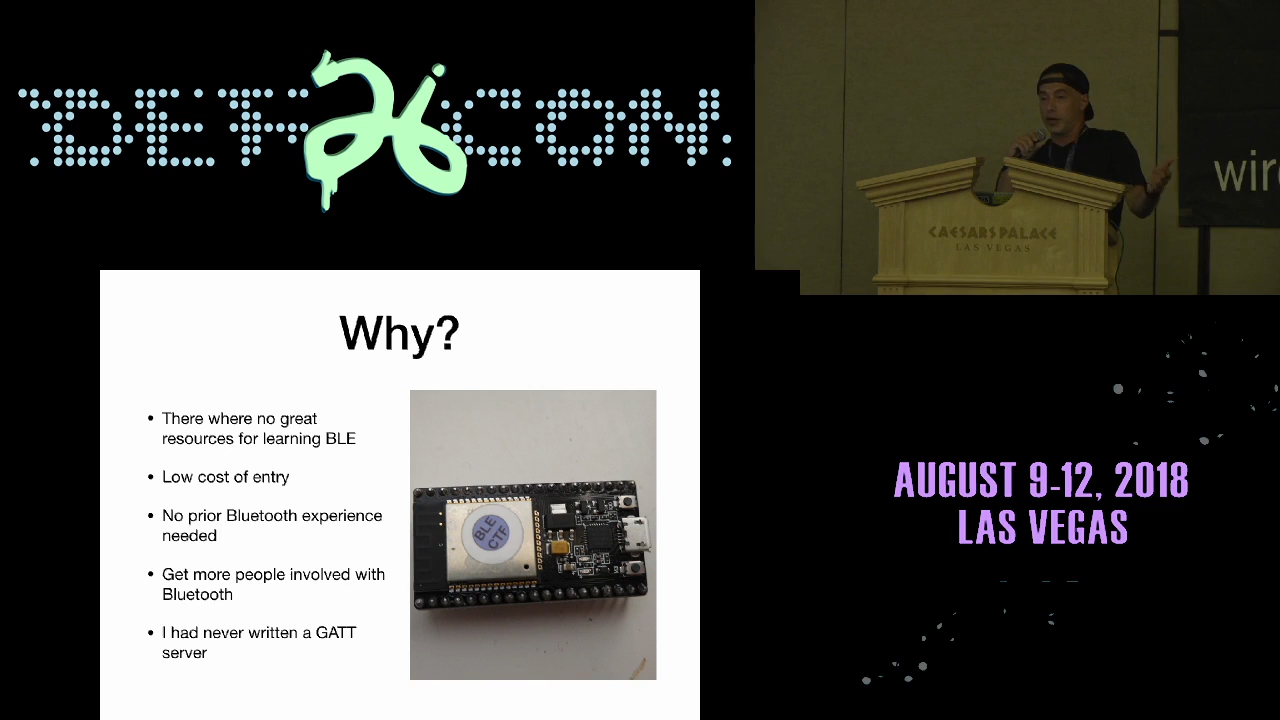 DEF 26 CON
wir
CAESARS PALACE
LAS VEGAS
Why?
• There where no great
resources for learning BLE
• Low cost of entry
• No prior Bluetooth experience
needed
• Get more people involved with
Bluetooth
• I had never written a GATT
server
BLE
CTF
AUGUST 9-12, 2018
LAS VEGAS